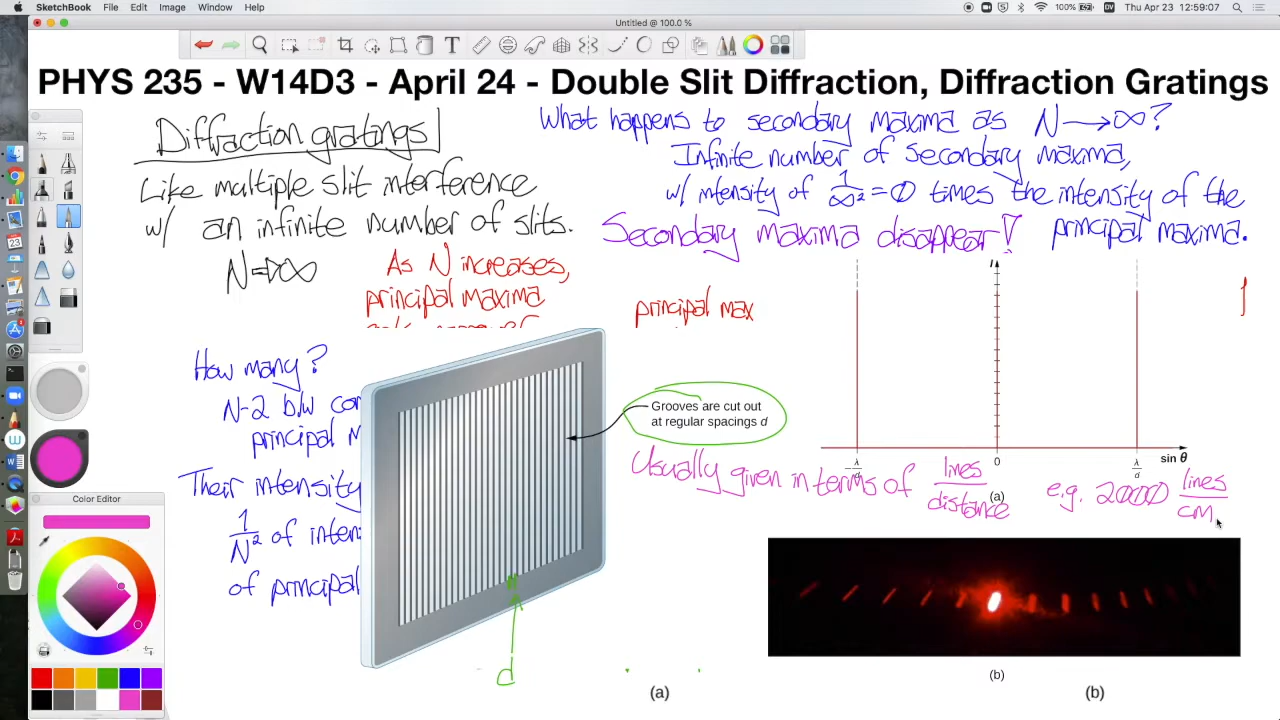 SketchBook File Edit Image Window Help
100% Thu Apr 23 12:59:07
Untitled @ 100.0 %
PHYS 235 - W14D3 - April 24 - Double Slit Diffraction, Diffraction Gratings
Diffraction gratings
Like multiple slit interference
w/ an infinite number of slits.
N=∞
As N increases,
principal maxima
What happens to secondary maxima as N→∞?
Infinite number of secondary maxima,
w/ intensity of 1/∞² = 0 times the intensity of the
principal maxima.
Secondary maxima disappear!
principal max
How many?
N-2 b/w con
principal m
Their intensity
1/N² of inten
of principal
Grooves are cut out
at regular spacings d
d
(a)
I
-λ/d
0
λ/d
sin θ
(a)
Usually given in terms of lines/distance
e.g. 20000 lines/cm.
(b)
(b)
Color Editor
23